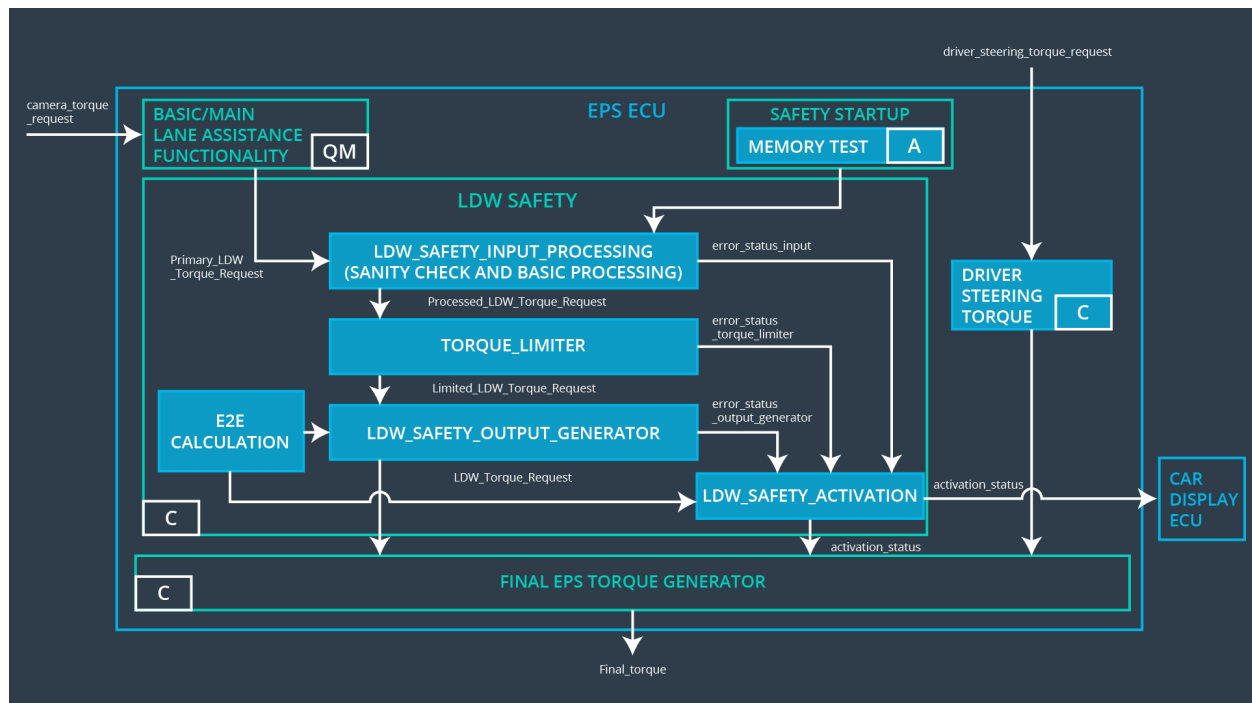 driver_steering_torque_request
camera_torque
_request
EPS ECU
BASIC/MAIN
LANE ASSISTANCE
FUNCTIONALITY
QM
SAFETY STARTUP
MEMORY TEST
A
LDW SAFETY
Primary_LDW
_Torque_Request
LDW_SAFETY_INPUT_PROCESSING
(SANITY CHECK AND BASIC PROCESSING)
error_status_input
DRIVER
STEERING
TORQUE
C
Processed_LDW_Torque_Request
TORQUE_LIMITER
error_status
_torque_limiter
Limited_LDW_Torque_Request
E2E
CALCULATION
LDW_SAFETY_OUTPUT_GENERATOR
error_status
_output_generator
LDW_Torque_Request
LDW_SAFETY_ACTIVATION
activation_status
CAR
DISPLAY
ECU
C
activation_status
FINAL EPS TORQUE GENERATOR
C
Final_torque